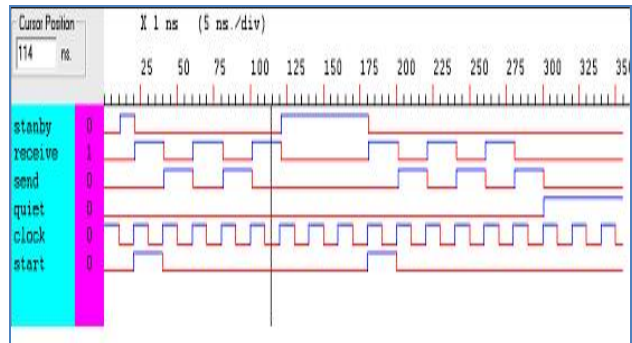 Cursor Position
114 ns.
X 1 ns (5 ns./div)
25 50 75 100 125 150 175 200 225 250 275 300 325 35
stanby 0
receive 1
send 0
quiet 0
clock 0
start 0